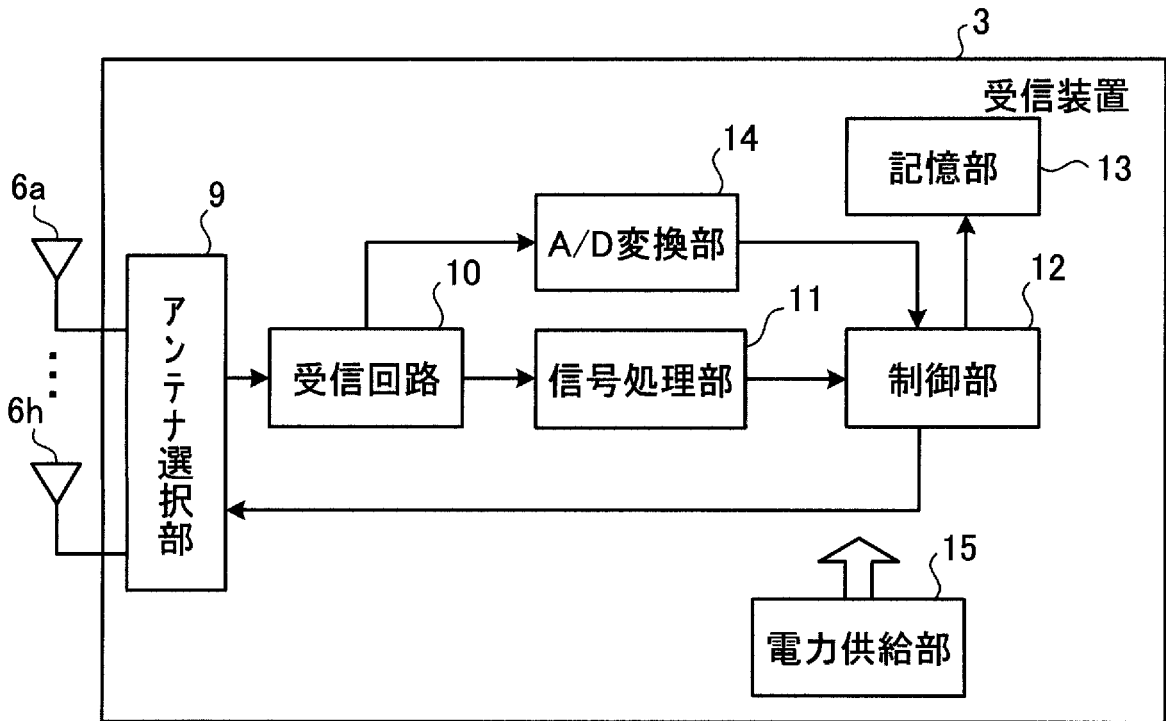 3
受信装置
14
記憶部
13
6a
9
A/D変換部
10
11
12
アンテナ選択部
受信回路
信号処理部
制御部
6h
15
電力供給部